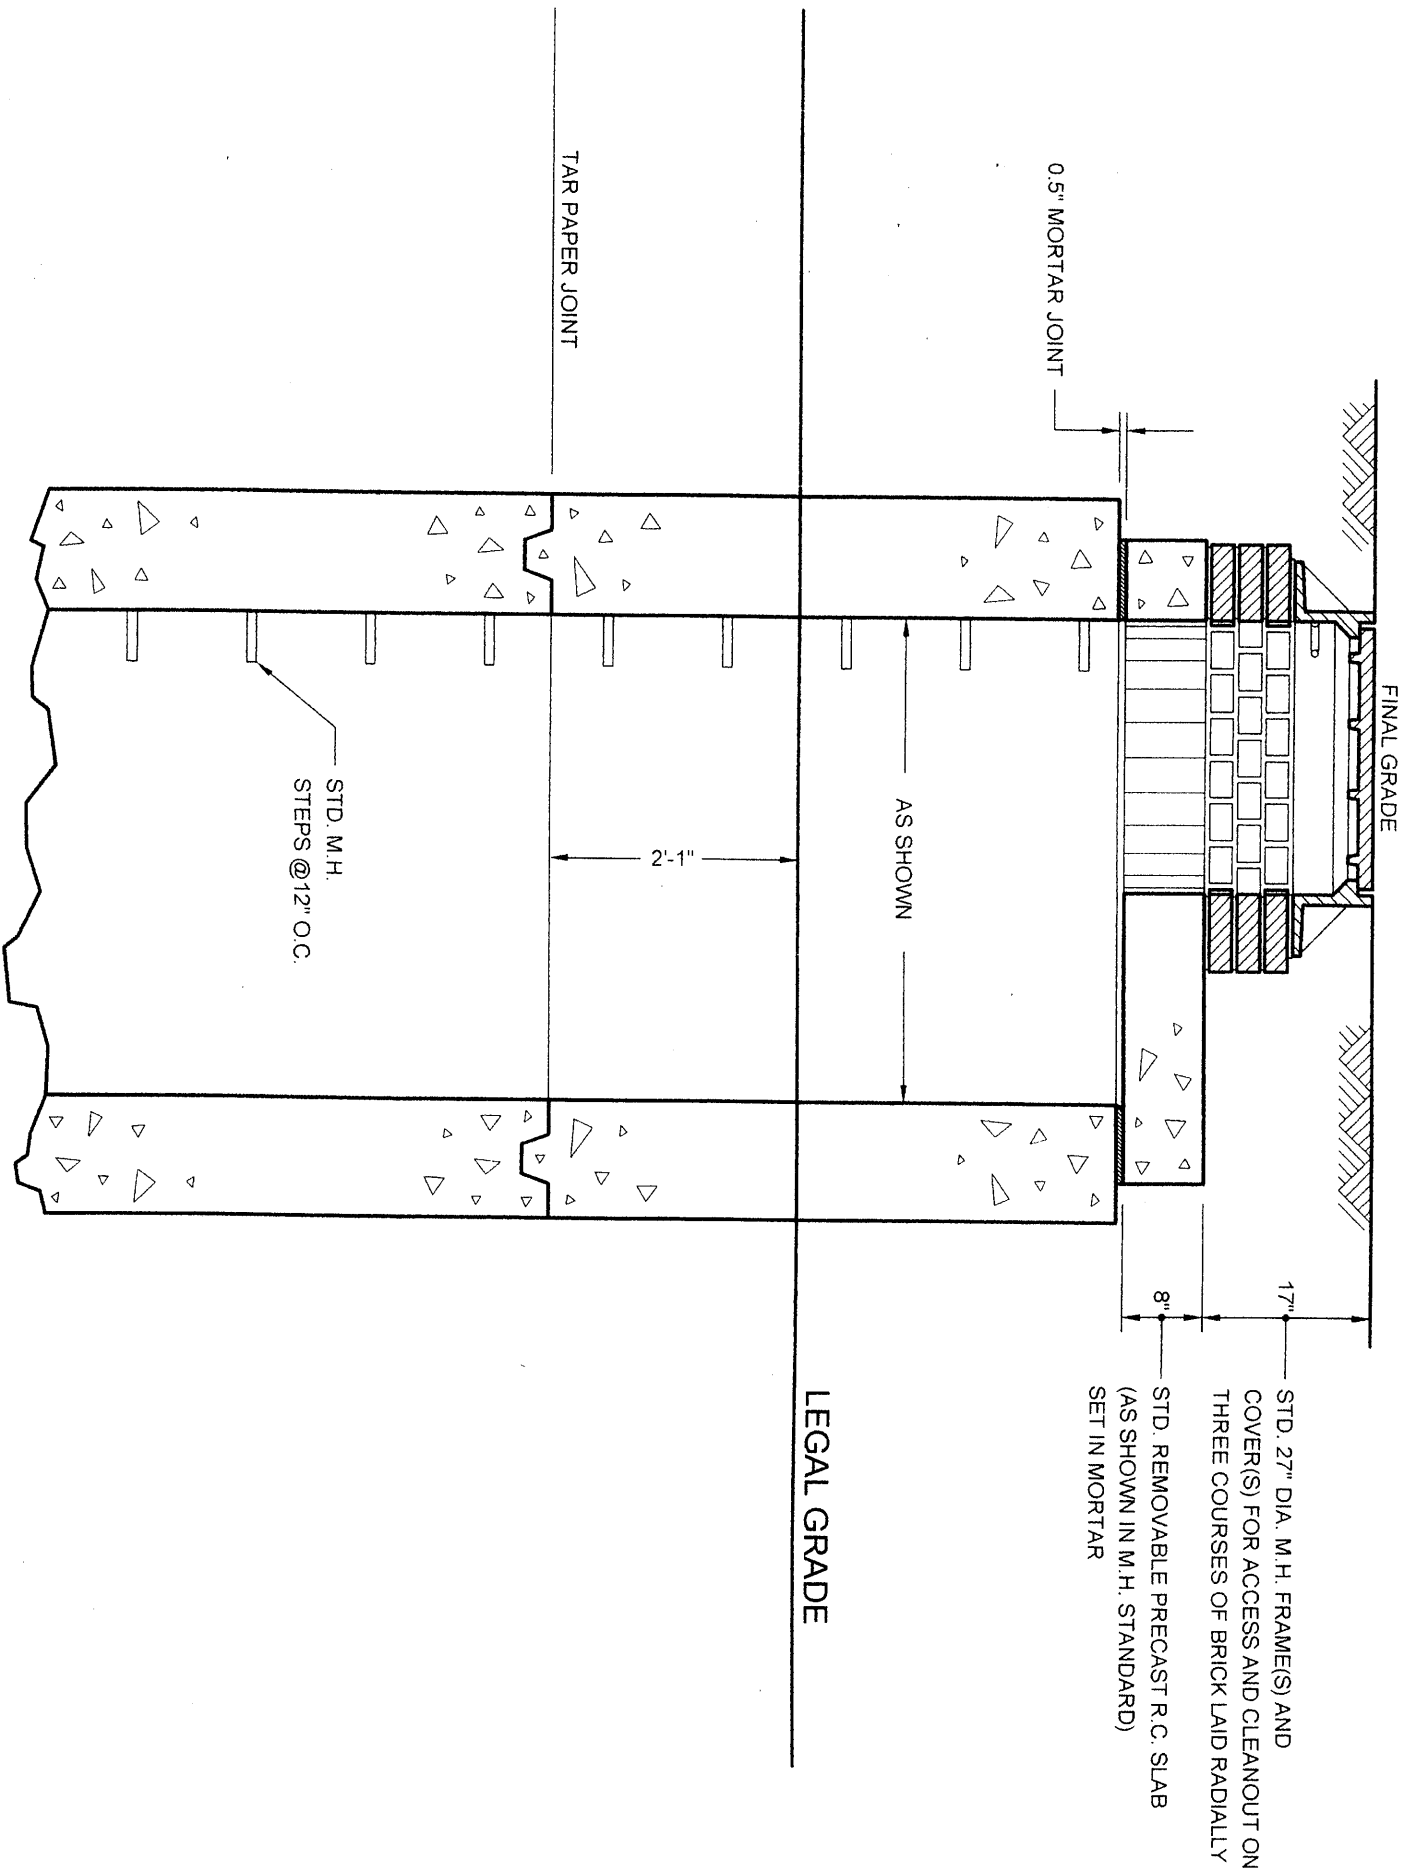 FINAL GRADE
17"
STD. 27" DIA. M.H. FRAME(S) AND
COVER(S) FOR ACCESS AND CLEANOUT ON
THREE COURSES OF BRICK LAID RADIALLY
8"
STD. REMOVABLE PRECAST R.C. SLAB
(AS SHOWN IN M.H. STANDARD)
SET IN MORTAR
0.5" MORTAR JOINT
AS SHOWN
LEGAL GRADE
2'-1"
TAR PAPER JOINT
STD. M.H.
STEPS @12" O.C.